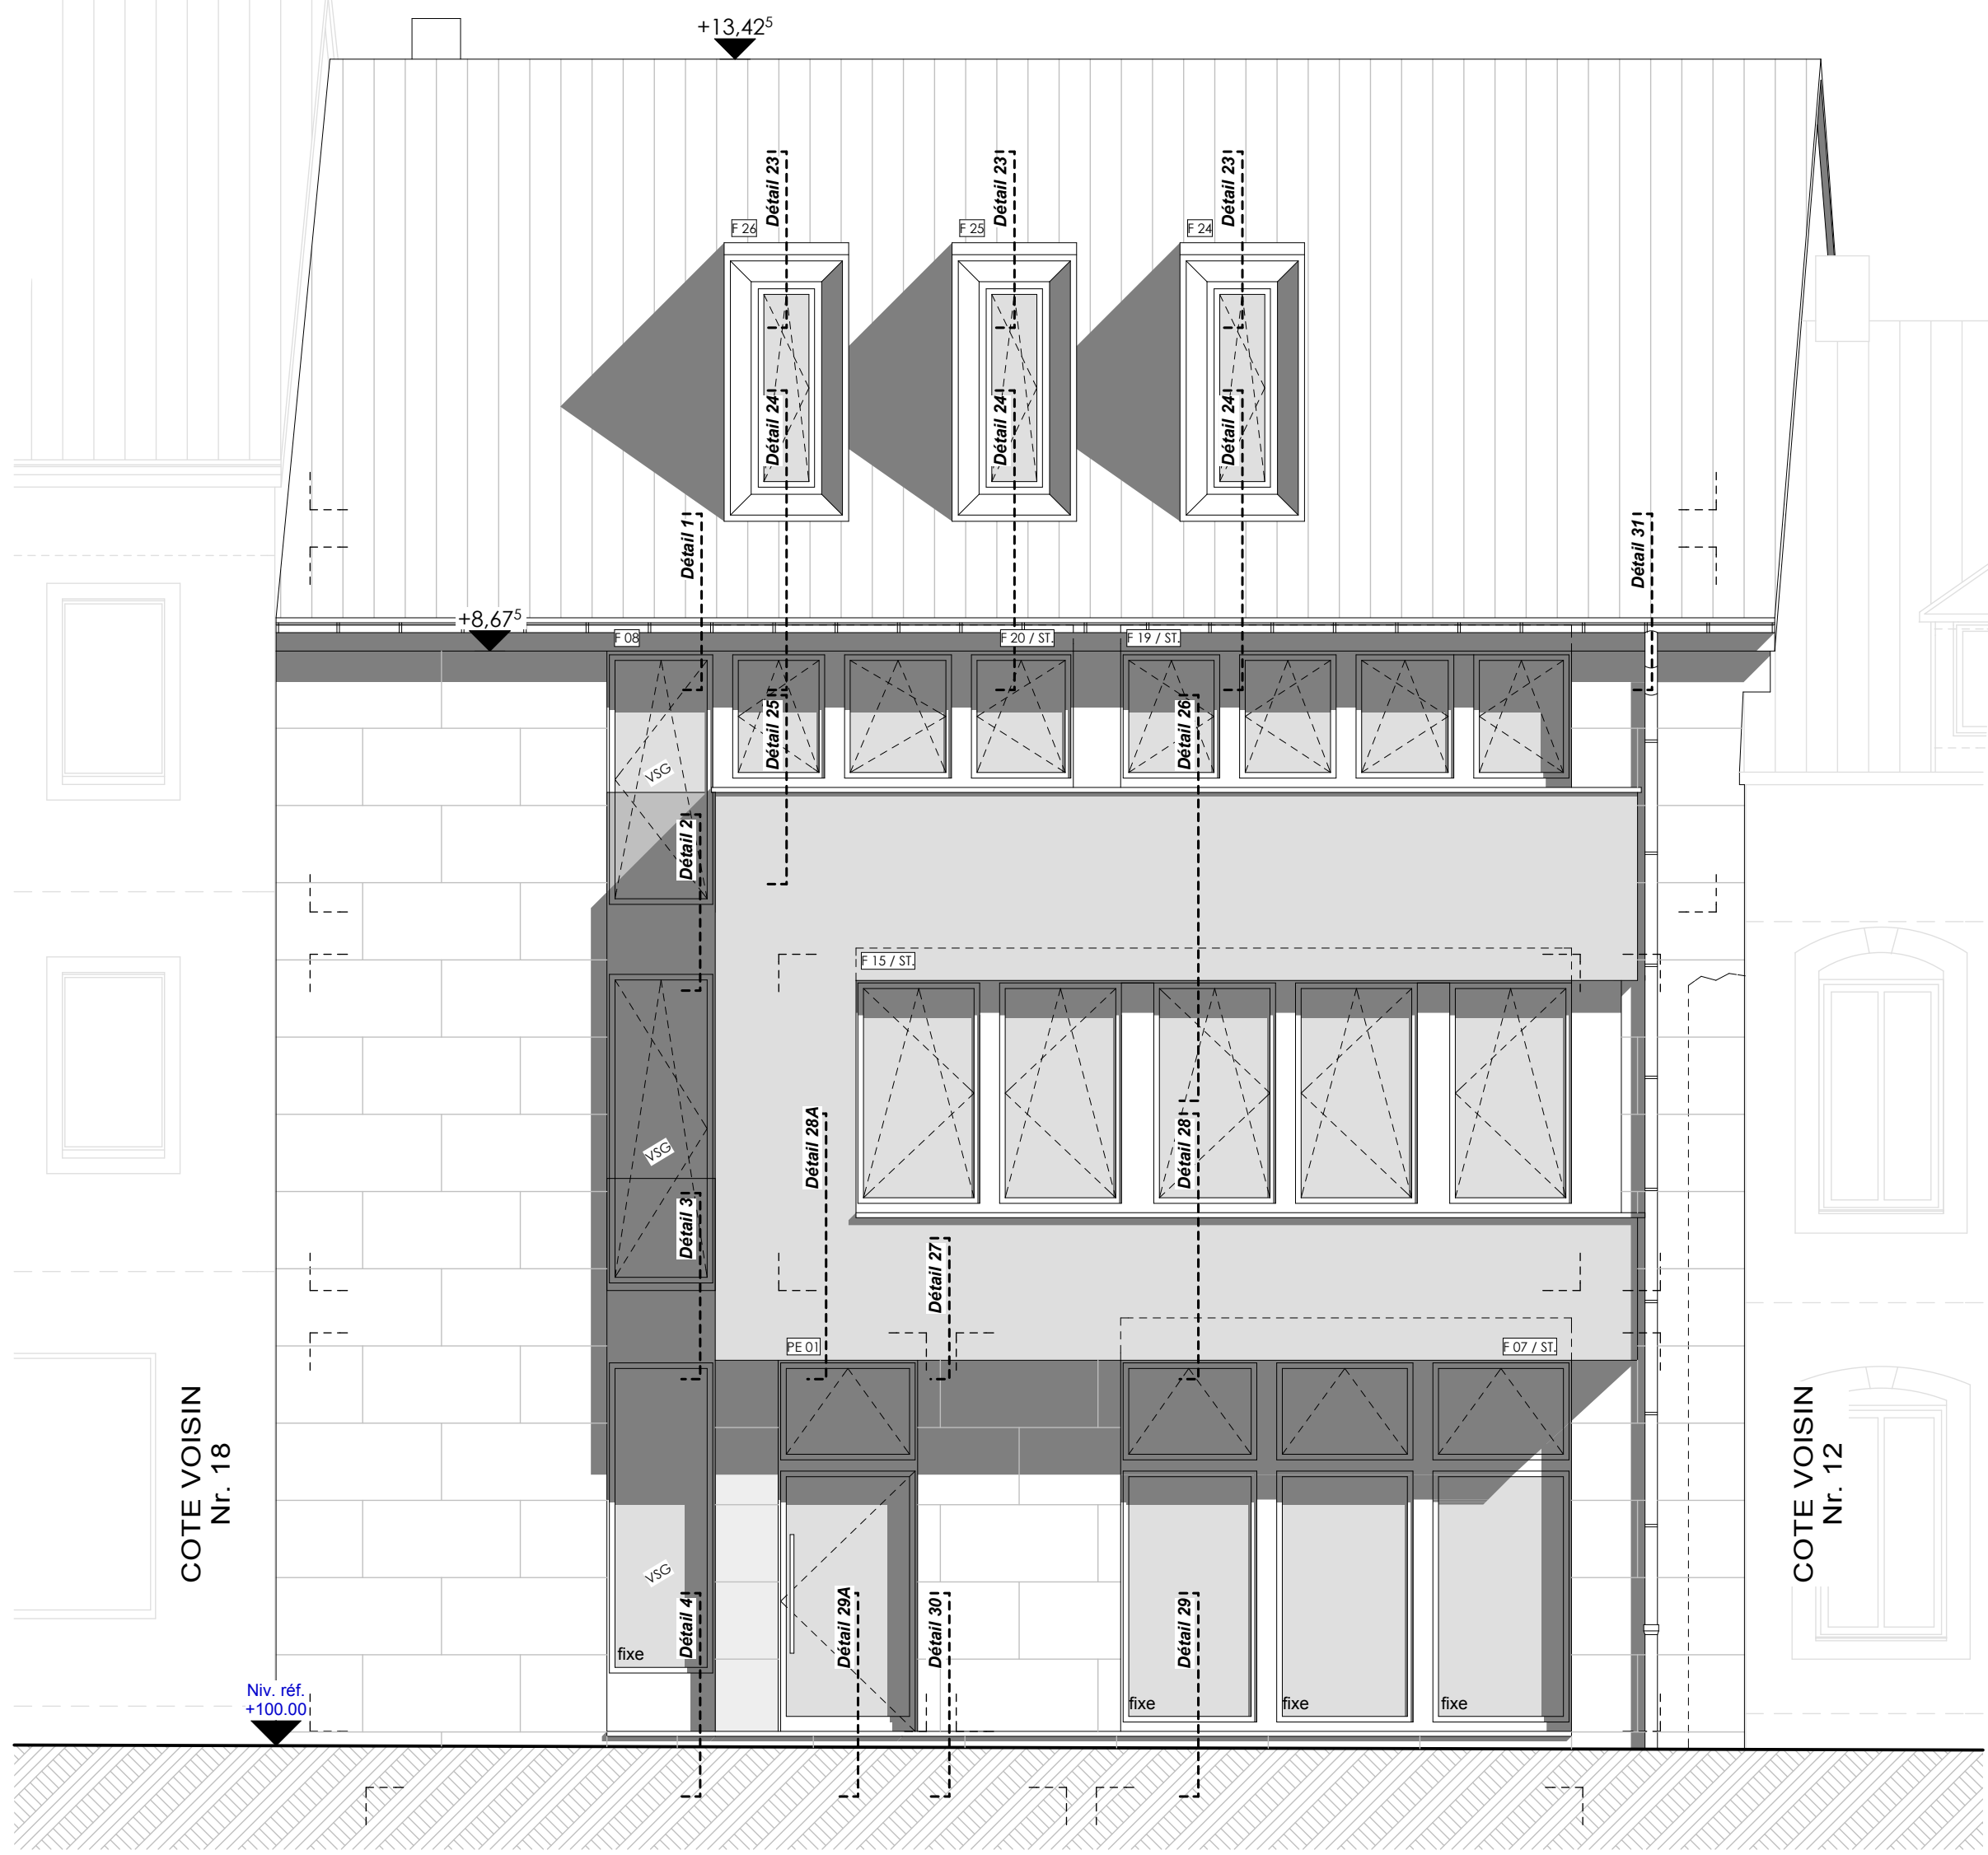 +13,42⁵
Détail 23
Détail 23
Détail 23
F 26
F 25
F 24
Détail 24
Détail 24
Détail 24
Détail 1
Détail 31
+8,67⁵
F 08
F 20 / ST.
F 19 / ST.
Détail 25
Détail 26
VSG
Détail 2
F 15 / ST.
Détail 28A
Détail 28
VSG
Détail 3
Détail 27
PE 01
F 07 / ST.
COTE VOISIN
Nr. 18
COTE VOISIN
Nr. 12
VSG
Détail 4
Détail 29A
Détail 30
Détail 29
fixe
fixe
fixe
fixe
Niv. réf.
+100.00